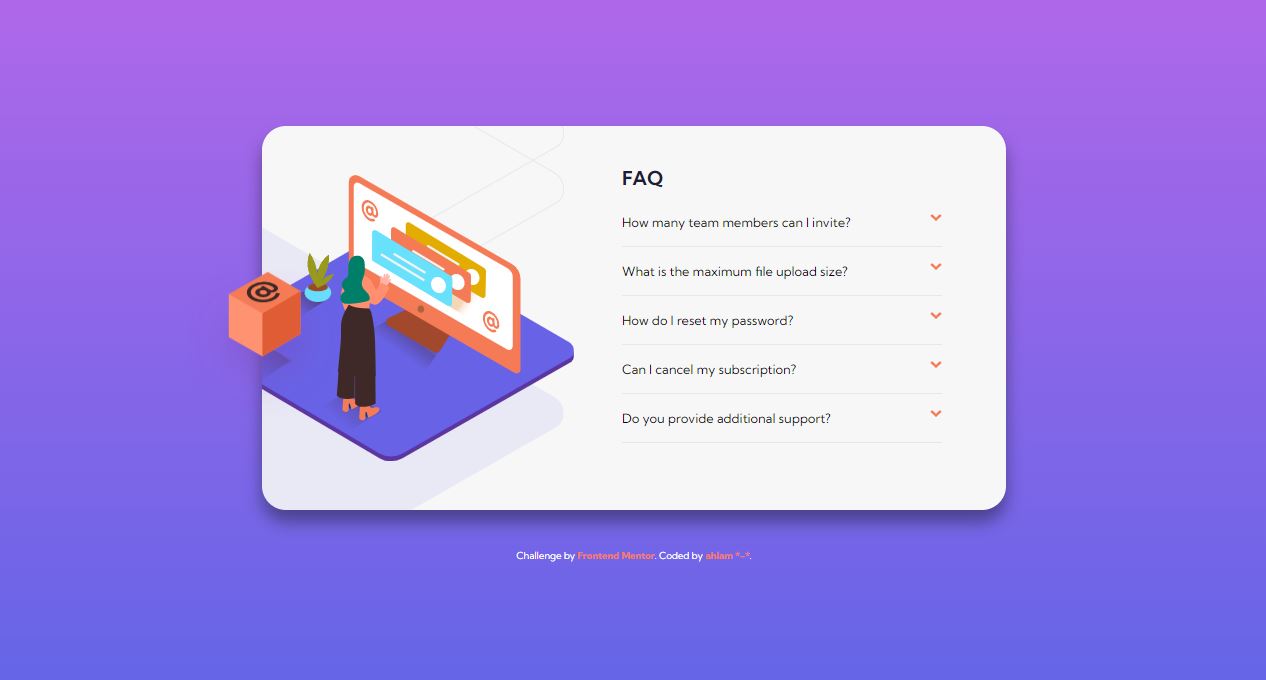 FAQ
How many team members can I invite?
What is the maximum file upload size?
How do I reset my password?
Can I cancel my subscription?
Do you provide additional support?
@
@
@
Challenge by Frontend Mentor. Coded by ahlam *-*.